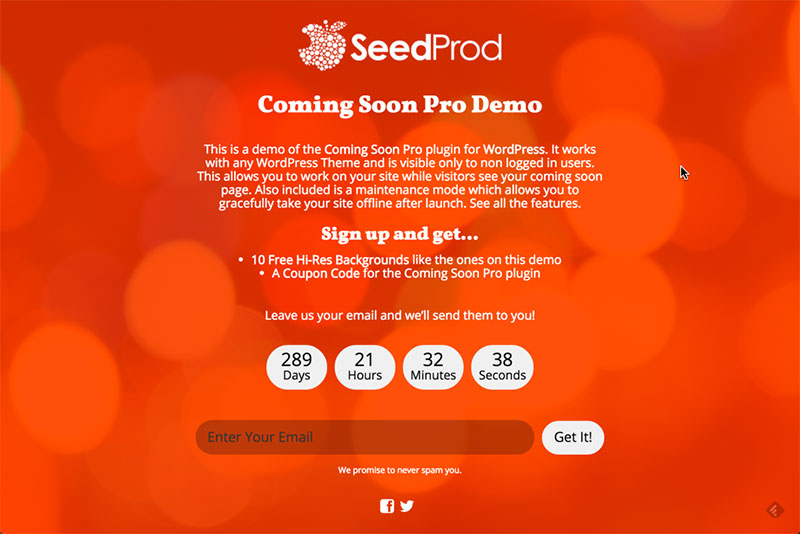 SeedProd
Coming Soon Pro Demo
This is a demo of the Coming Soon Pro plugin for WordPress. It works
with any WordPress Theme and is visible only to non logged in users.
This allows you to work on your site while visitors see your coming soon
page. Also included is a maintenance mode which allows you to
gracefully take your site offline after launch. See all the features.
Sign up and get...
• 10 Free Hi-Res Backgrounds like the ones on this demo
• A Coupon Code for the Coming Soon Pro plugin
Leave us your email and we'll send them to you!
289 21 32 38
Days Hours Minutes Seconds
Enter Your Email Get It!
We promise to never spam you.